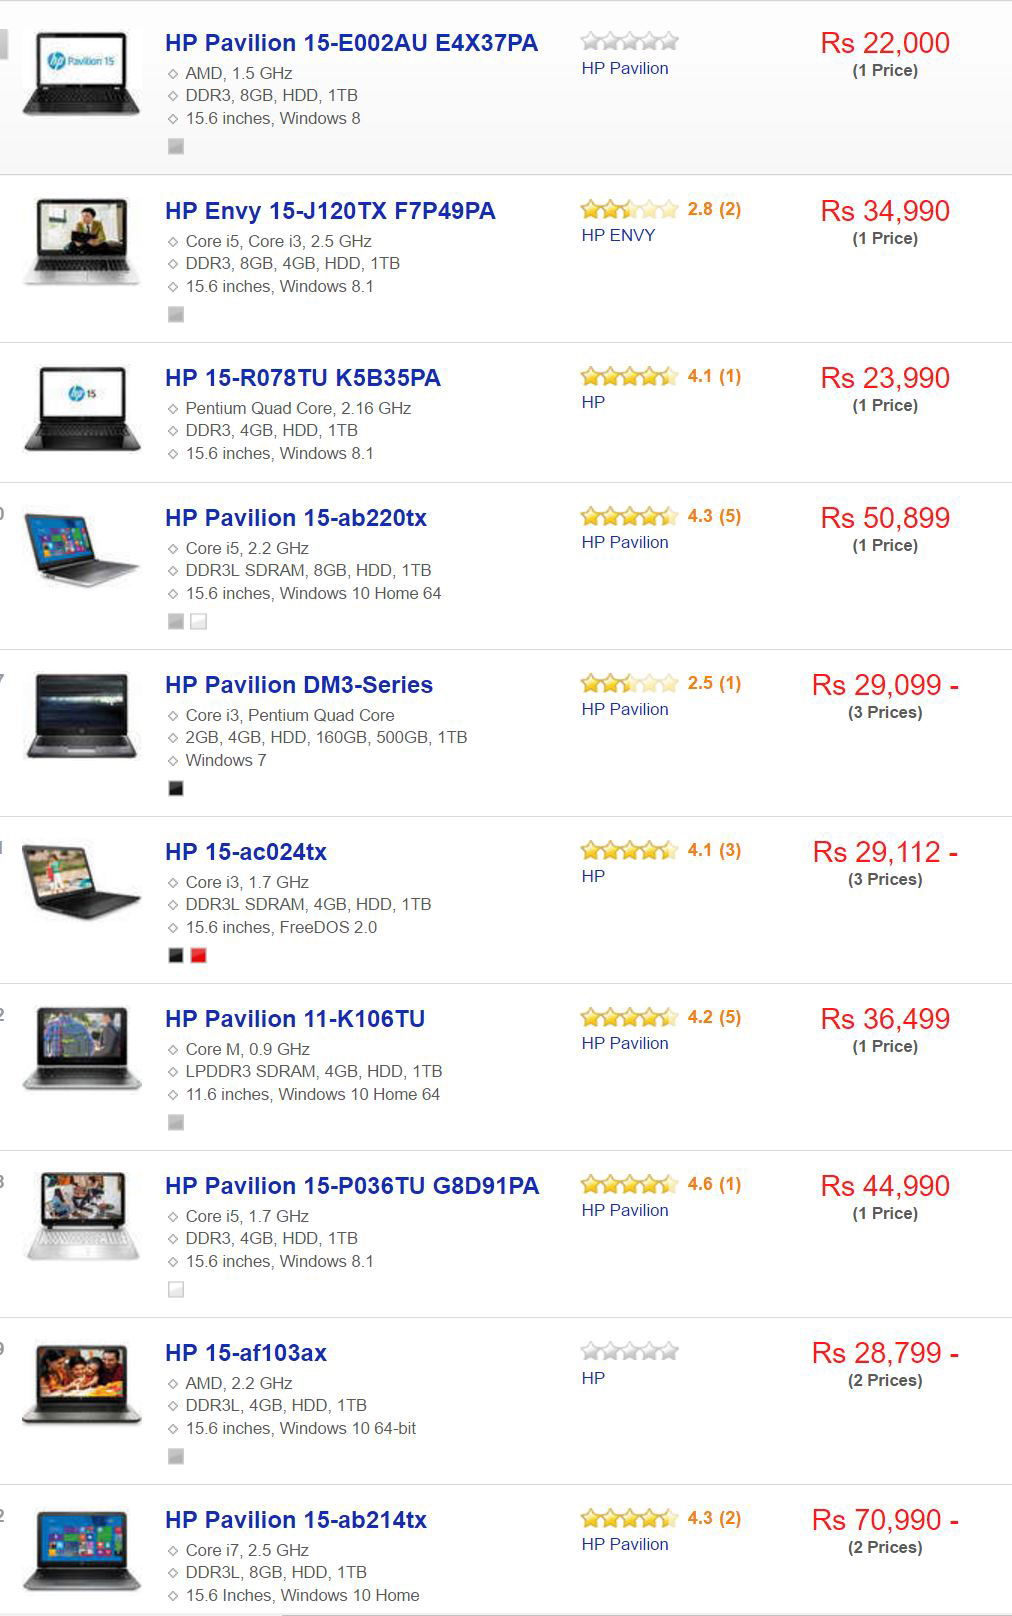 HP Pavilion 15-E002AU E4X37PA
HP Pavilion
Rs 22,000
(1 Price)
AMD, 1.5 GHz
DDR3, 8GB, HDD, 1TB
15.6 inches, Windows 8
hp Pavilion 15
HP Envy 15-J120TX F7P49PA
2.8 (2)
HP ENVY
Rs 34,990
(1 Price)
Core i5, Core i3, 2.5 GHz
DDR3, 8GB, 4GB, HDD, 1TB
15.6 inches, Windows 8.1
HP 15-R078TU K5B35PA
4.1 (1)
HP
Rs 23,990
(1 Price)
Pentium Quad Core, 2.16 GHz
DDR3, 4GB, HDD, 1TB
15.6 inches, Windows 8.1
hp 15
HP Pavilion 15-ab220tx
4.3 (5)
HP Pavilion
Rs 50,899
(1 Price)
Core i5, 2.2 GHz
DDR3L SDRAM, 8GB, HDD, 1TB
15.6 inches, Windows 10 Home 64
HP Pavilion DM3-Series
2.5 (1)
HP Pavilion
Rs 29,099 -
(3 Prices)
Core i3, Pentium Quad Core
2GB, 4GB, HDD, 160GB, 500GB, 1TB
Windows 7
HP 15-ac024tx
4.1 (3)
HP
Rs 29,112 -
(3 Prices)
Core i3, 1.7 GHz
DDR3L SDRAM, 4GB, HDD, 1TB
15.6 inches, FreeDOS 2.0
HP Pavilion 11-K106TU
4.2 (5)
HP Pavilion
Rs 36,499
(1 Price)
Core M, 0.9 GHz
LPDDR3 SDRAM, 4GB, HDD, 1TB
11.6 inches, Windows 10 Home 64
HP Pavilion 15-P036TU G8D91PA
4.6 (1)
HP Pavilion
Rs 44,990
(1 Price)
Core i5, 1.7 GHz
DDR3, 4GB, HDD, 1TB
15.6 inches, Windows 8.1
HP 15-af103ax
HP
Rs 28,799 -
(2 Prices)
AMD, 2.2 GHz
DDR3L, 4GB, HDD, 1TB
15.6 inches, Windows 10 64-bit
HP Pavilion 15-ab214tx
4.3 (2)
HP Pavilion
Rs 70,990 -
(2 Prices)
Core i7, 2.5 GHz
DDR3L, 8GB, HDD, 1TB
15.6 Inches, Windows 10 Home